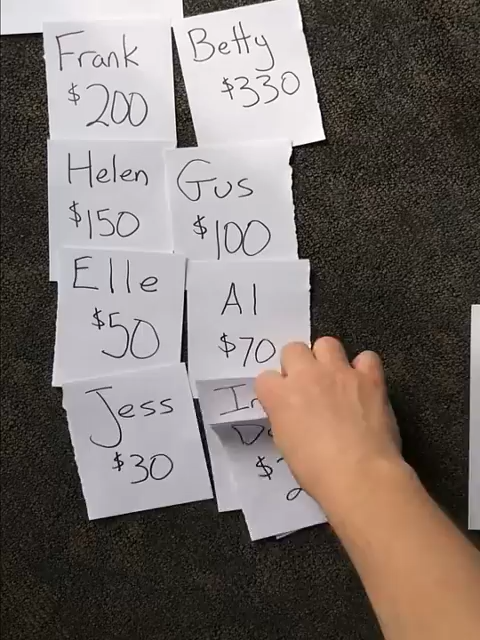 Frank
$200
Betty
$330
Helen
$150
Gus
$100
Elle
$50
Al
$70
Jess
$30